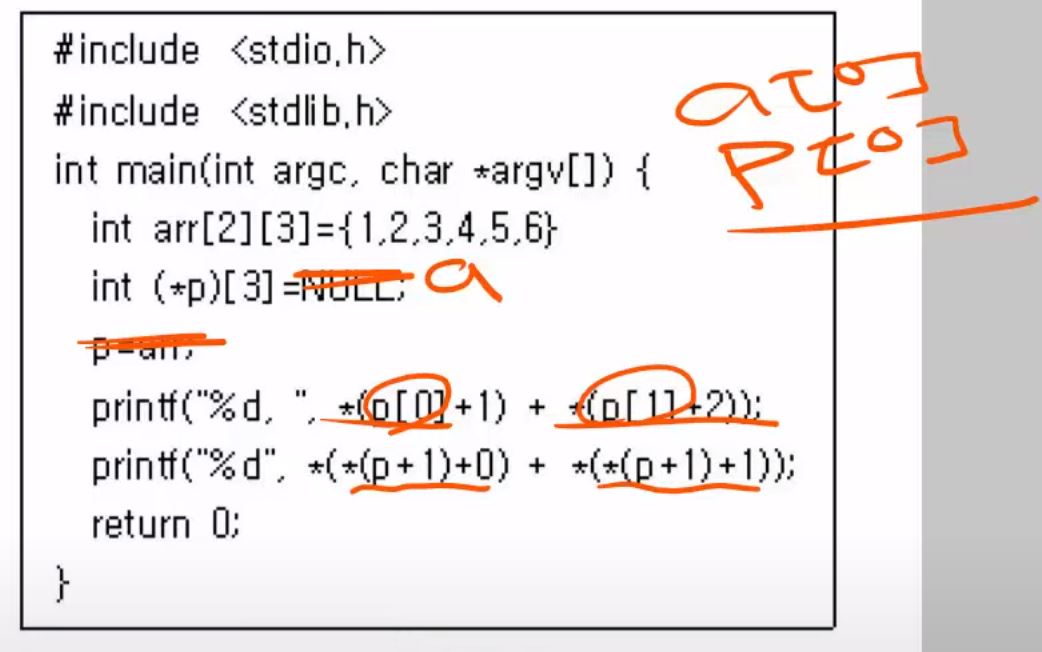 #include <stdio.h>
#include <stdlib.h>
int main(int argc, char *argv[]) {
int arr[2][3]={1,2,3,4,5,6}
int (*p)[3]=NULL; a
p=arr;
printf("%d, ", *(p[0]+1) + *(p[1]+2));
printf("%d", *(*(p+1)+0) + *(*(p+1)+1));
return 0;
}
a[0]
P[0]